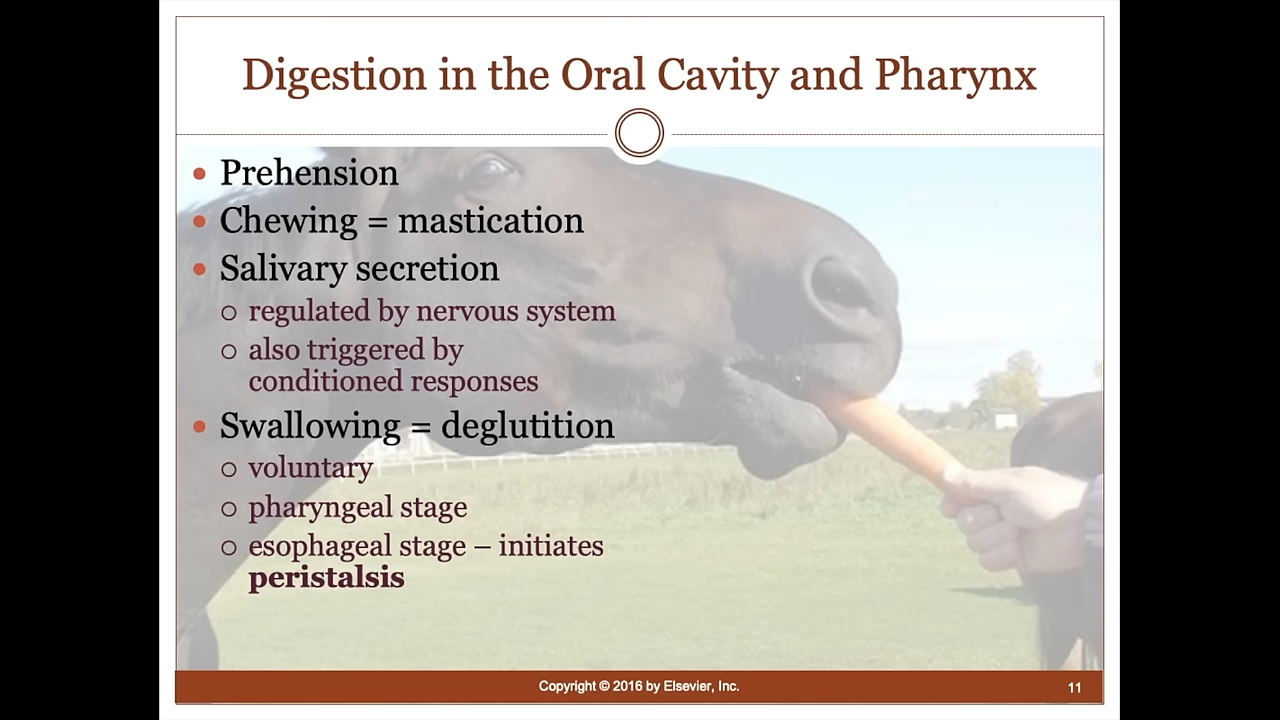 Digestion in the Oral Cavity and Pharynx
Prehension
Chewing = mastication
Salivary secretion
regulated by nervous system
also triggered by
conditioned responses
Swallowing = deglutition
voluntary
pharyngeal stage
esophageal stage – initiates
peristalsis
Copyright © 2016 by Elsevier, Inc.
11